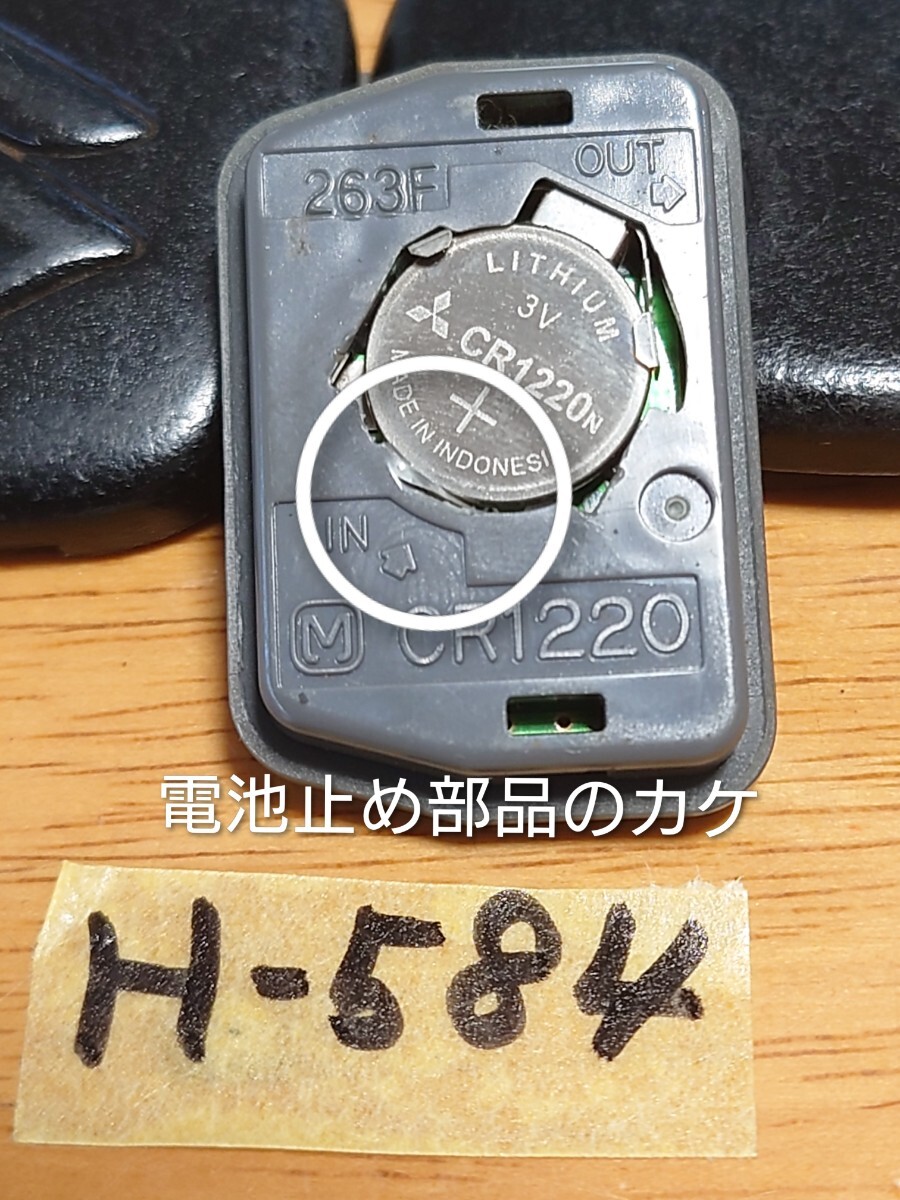 263F
OUT
LITHIUM
3V
CR1220N
MADE IN INDONESI
IN
M
CR1220
電池止め部品のカケ
H-584